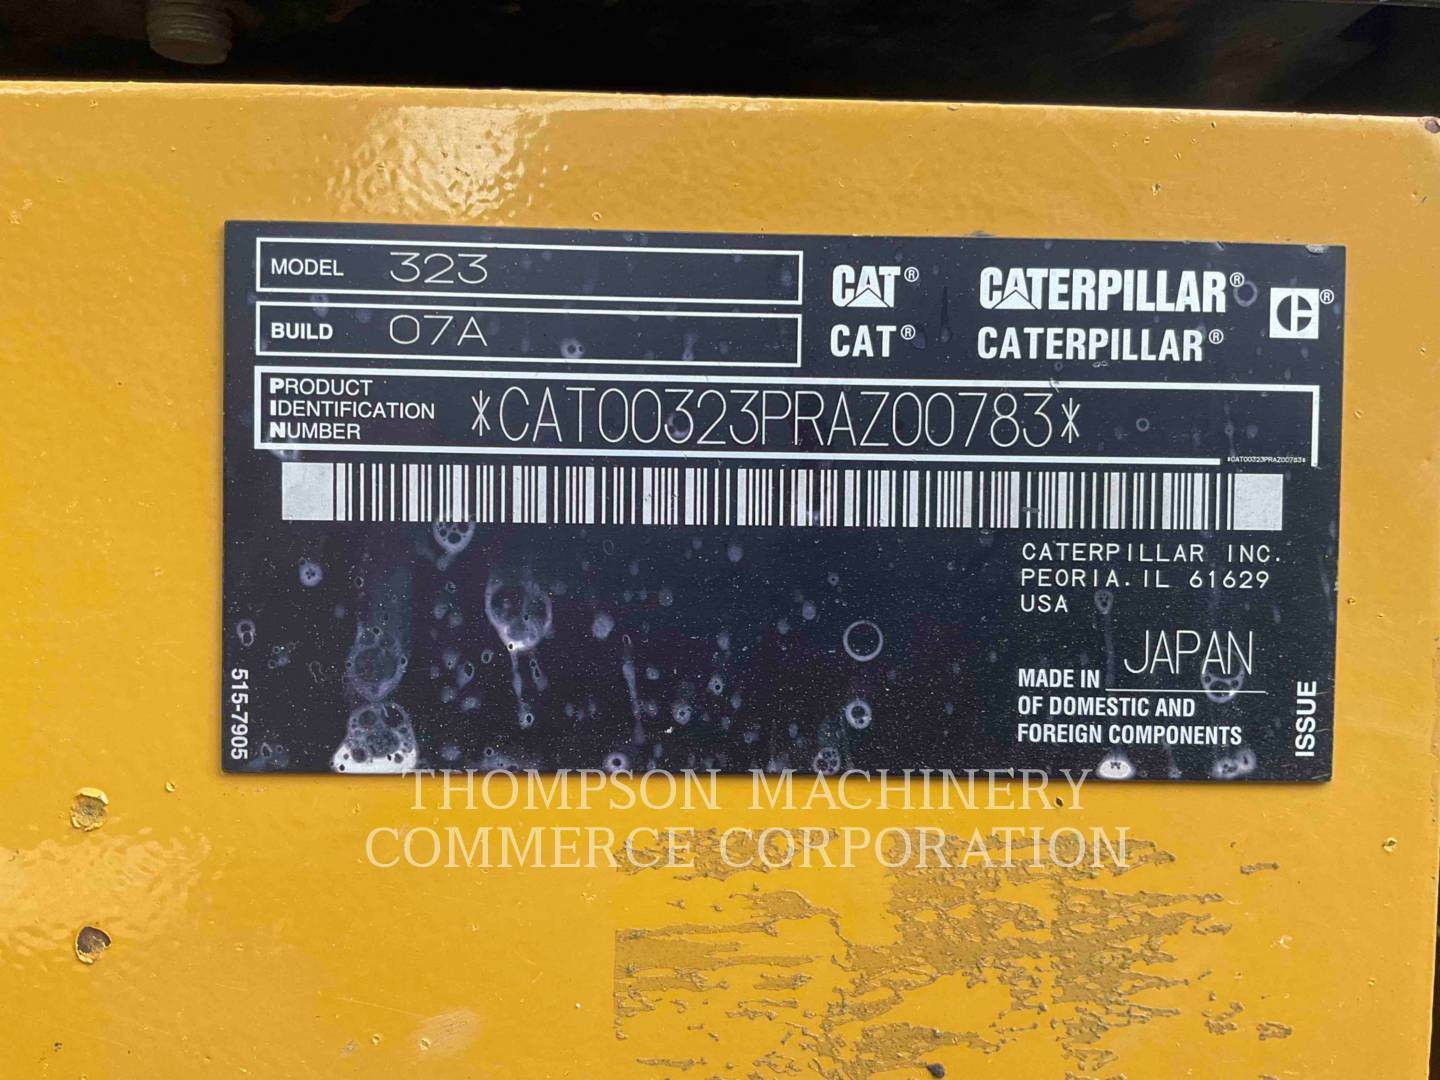 MODEL 323
BUILD 07A
CAT® CATERPILLAR® ®
CAT® CATERPILLAR®
PRODUCT
IDENTIFICATION
NUMBER
*CAT00323PRAZ00783*
*CAT00323PRAZ00783*
CATERPILLAR INC.
PEORIA. IL 61629
USA
MADE IN JAPAN
OF DOMESTIC AND
FOREIGN COMPONENTS
515-7905
ISSUE
THOMPSON MACHINERY
COMMERCE CORPORATION